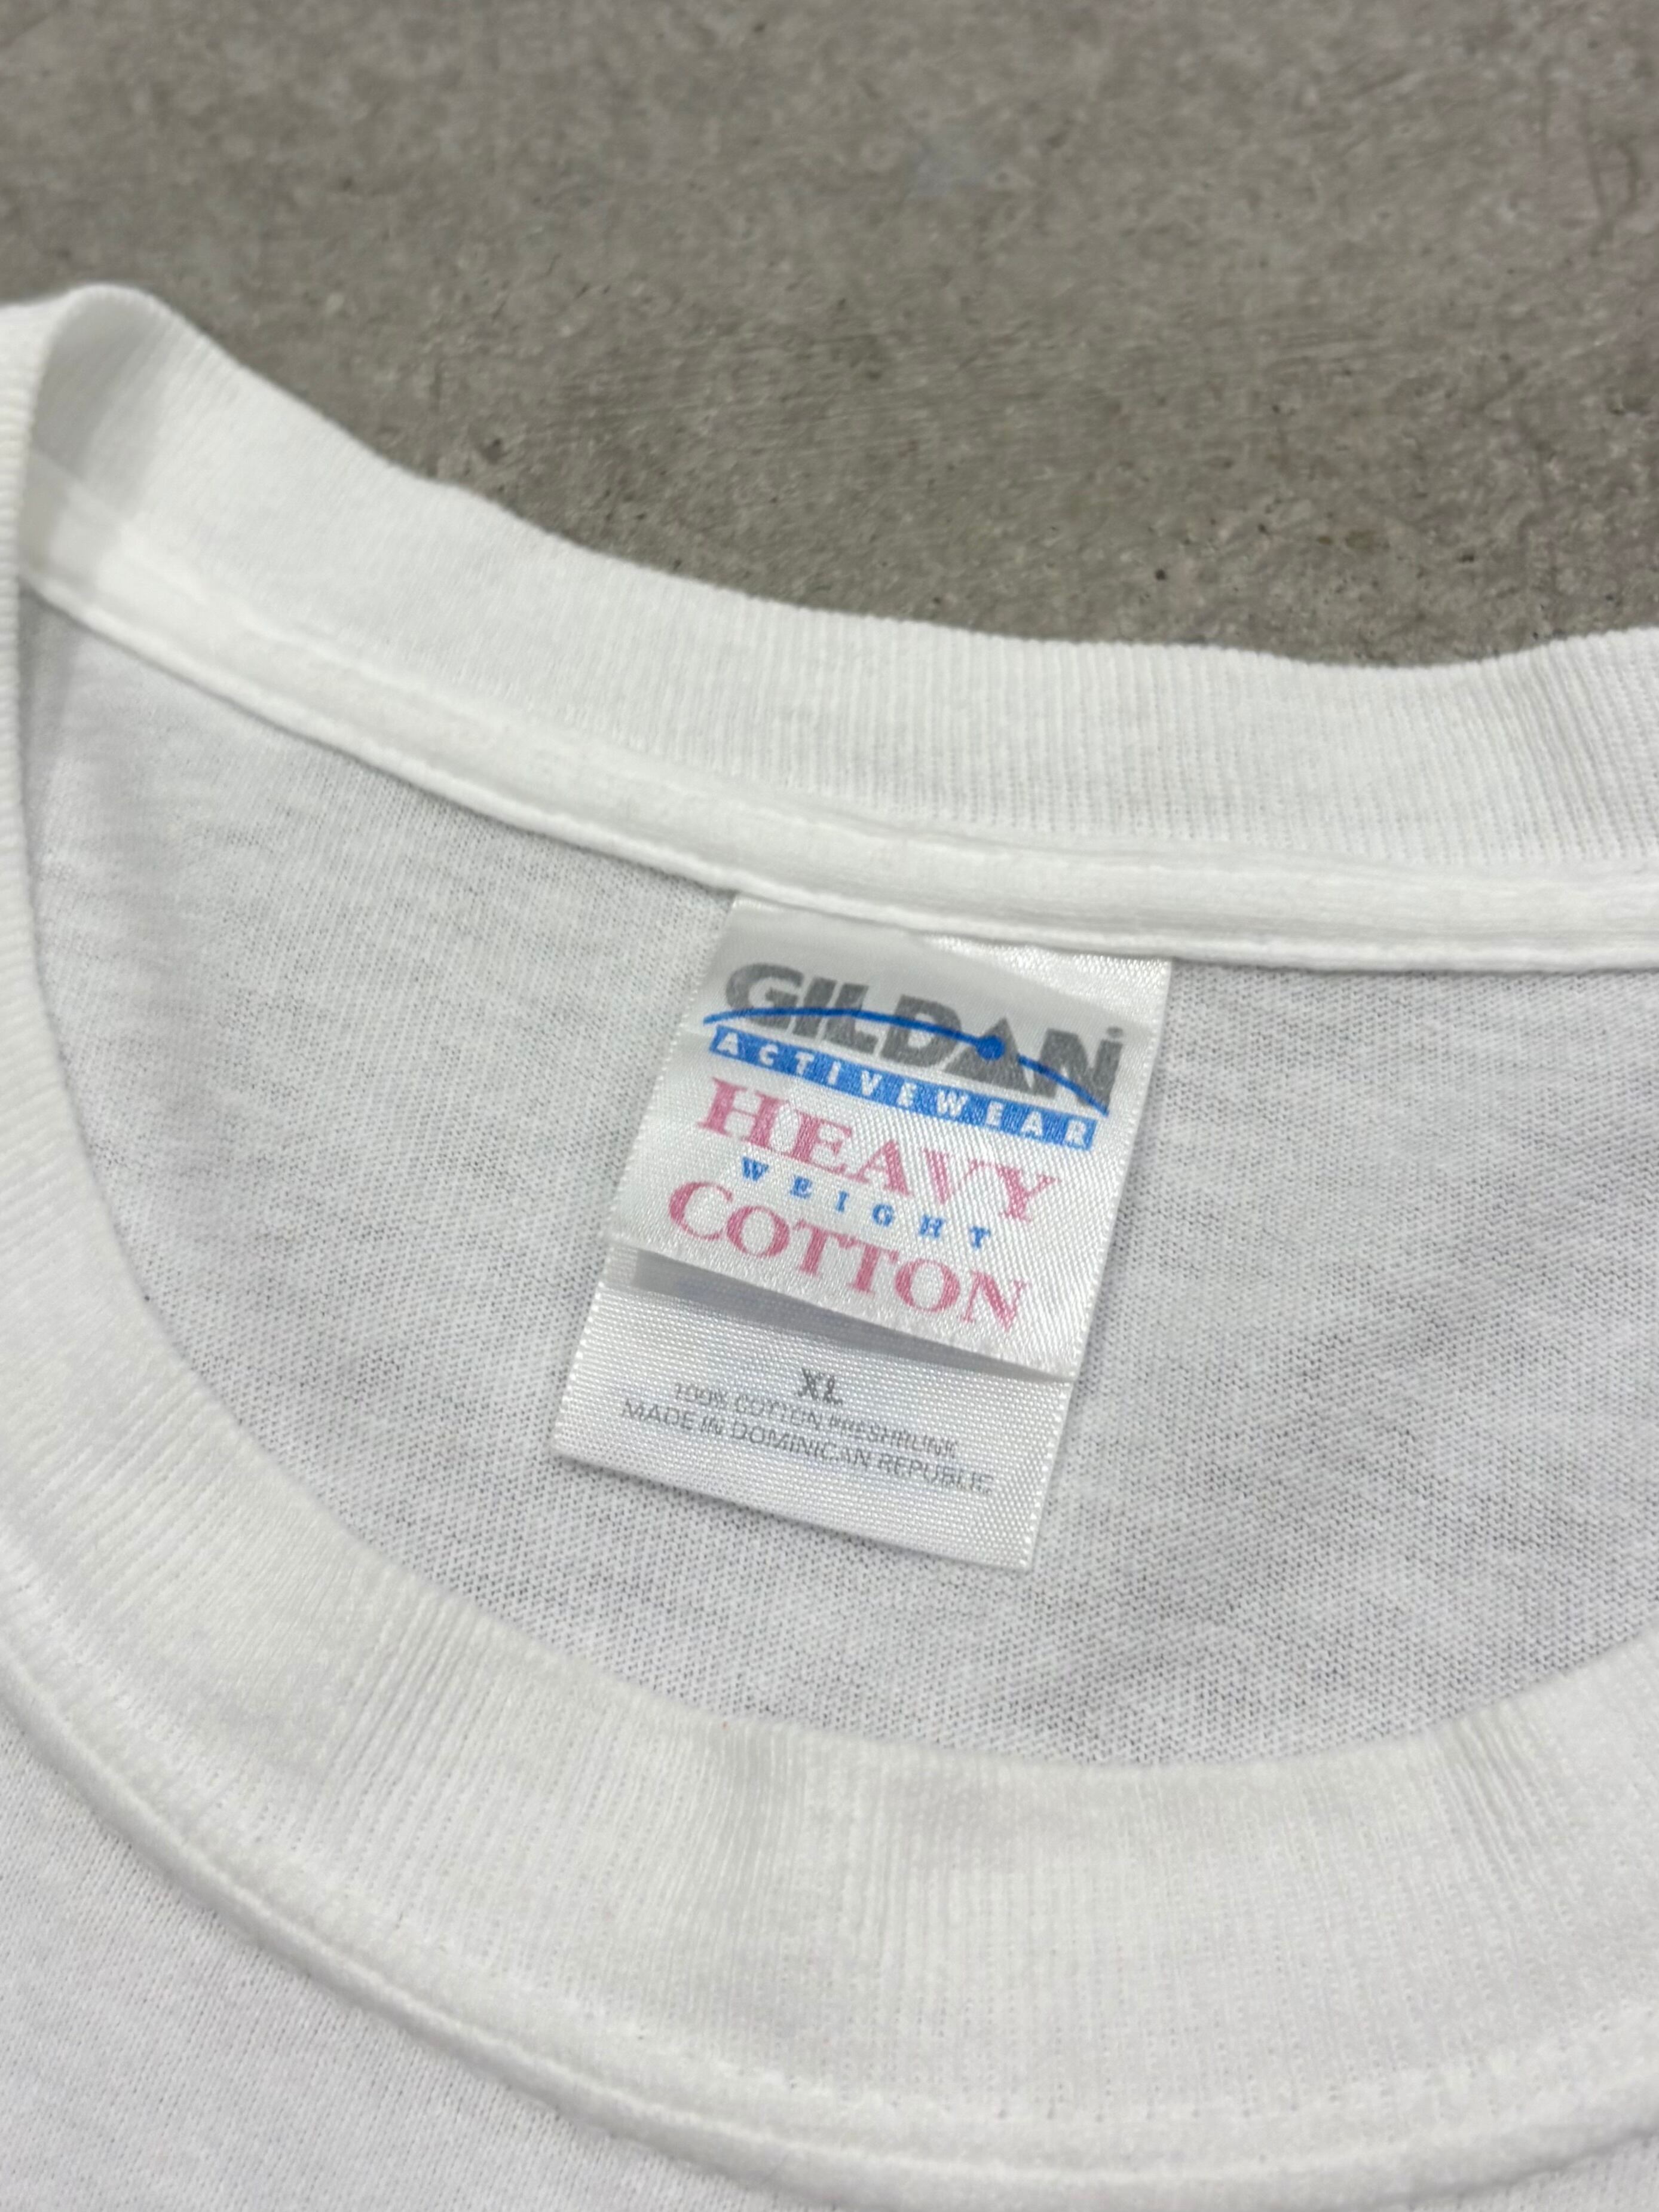 GILDAN
ACTIVEWEAR
HEAVY
WEIGHT
COTTON
XL
100% COTTON PRESHRUNK
MADE IN DOMINICAN REPUBLIC